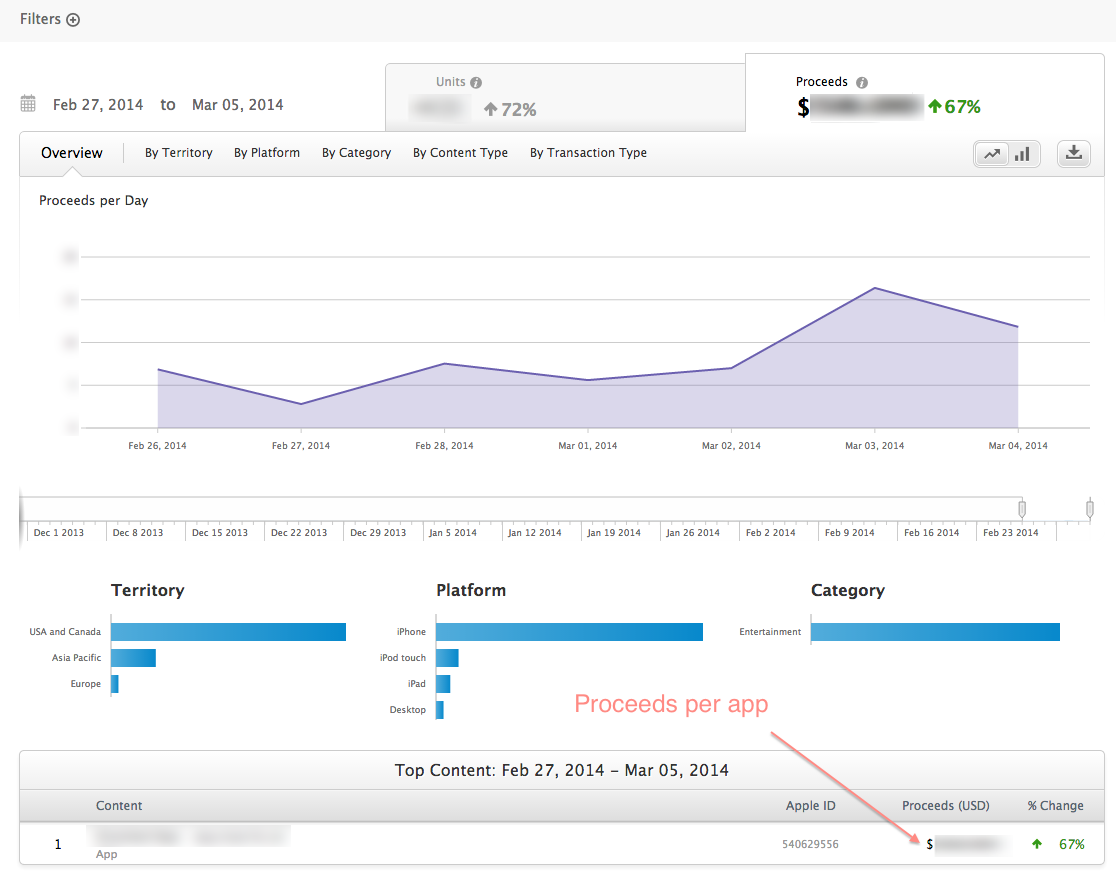 Filters
Units
Proceeds
Feb 27, 2014 to Mar 05, 2014
72%
$ 67%
Overview By Territory By Platform By Category By Content Type By Transaction Type
Proceeds per Day
Feb 26, 2014 Feb 27, 2014 Feb 28, 2014 Mar 01, 2014 Mar 02, 2014 Mar 03, 2014 Mar 04, 2014
Dec 1 2013 Dec 8 2013 Dec 15 2013 Dec 22 2013 Dec 29 2013 Jan 5 2014 Jan 12 2014 Jan 19 2014 Jan 26 2014 Feb 2 2014 Feb 9 2014 Feb 16 2014 Feb 23 2014
Territory Platform Category
USA and Canada iPhone Entertainment
Asia Pacific iPod touch
Europe iPad
Desktop
Proceeds per app
Top Content: Feb 27, 2014 – Mar 05, 2014
Content Apple ID Proceeds (USD) % Change
1 540629556 $ 67%
App